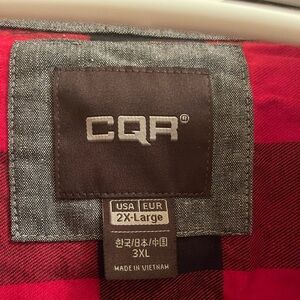 CQR®
USA EUR
2X-Large
한국/日本/中国
3XL
MADE IN VIETNAM